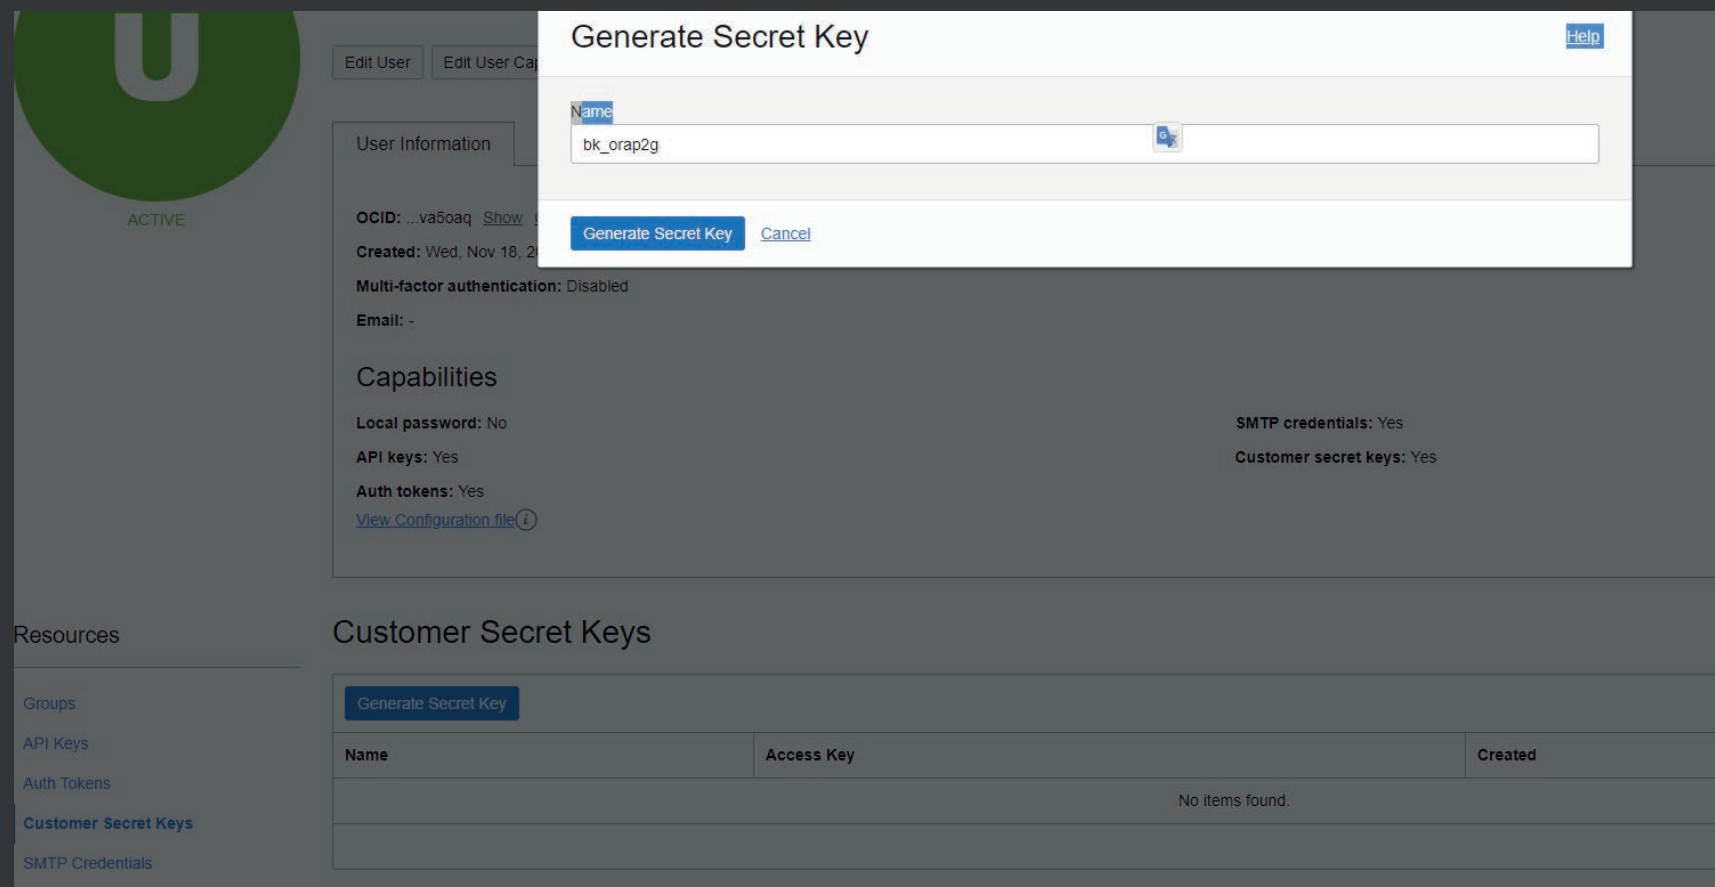 U
Generate Secret Key
Help
Edit User
Edit User Cap
Name
bk_orap2g
User Information
Generate Secret Key
Cancel
ACTIVE
OCID: ...va5oaq Show
Created: Wed, Nov 18, 2
Multi-factor authentication: Disabled
Email: -
Capabilities
Local password: No
SMTP credentials: Yes
API keys: Yes
Customer secret keys: Yes
Auth tokens: Yes
View Configuration file
i
Resources
Customer Secret Keys
Groups
Generate Secret Key
API Keys
Name
Access Key
Created
Auth Tokens
No items found.
Customer Secret Keys
SMTP Credentials